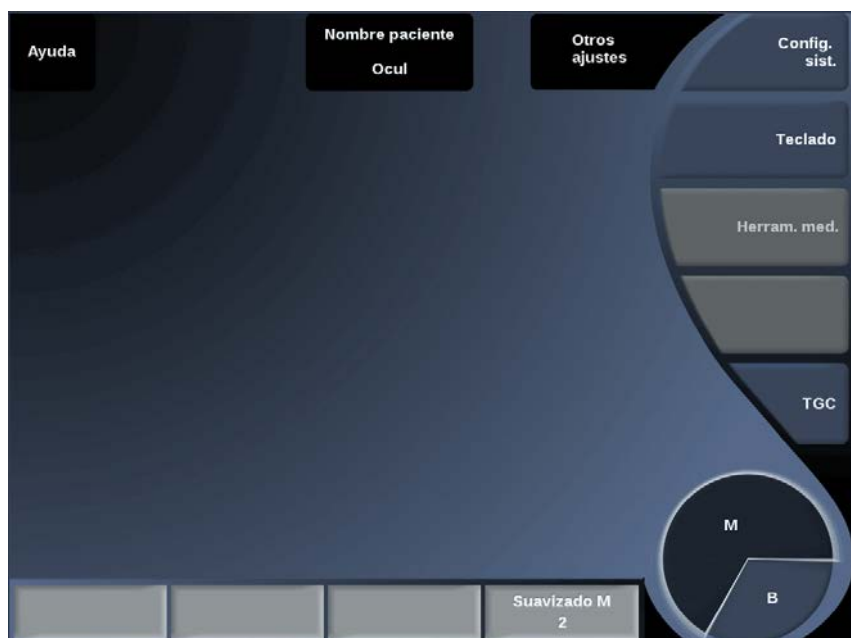 Ayuda
Nombre paciente
Ocul
Otros
ajustes
Config.
sist.
Teclado
Herram. med.
TGC
M
B
Suavizado M
2